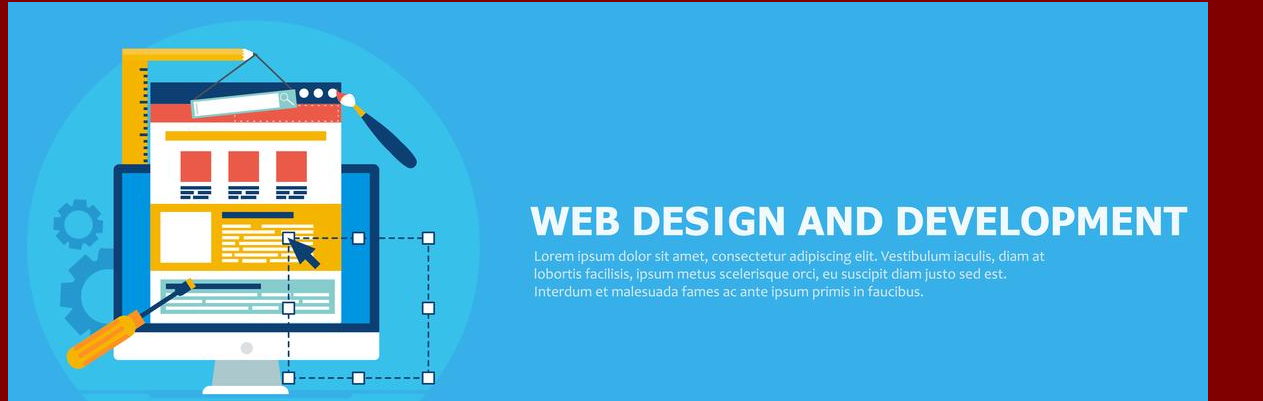 WEB DESIGN AND DEVELOPMENT
Lorem ipsum dolor sit amet, consectetur adipiscing elit. Vestibulum iaculis, diam at
lobortis facilisis, ipsum metus scelerisque orci, eu suscipit diam justo sed est.
Interdum et malesuada fames ac ante ipsum primis in faucibus.